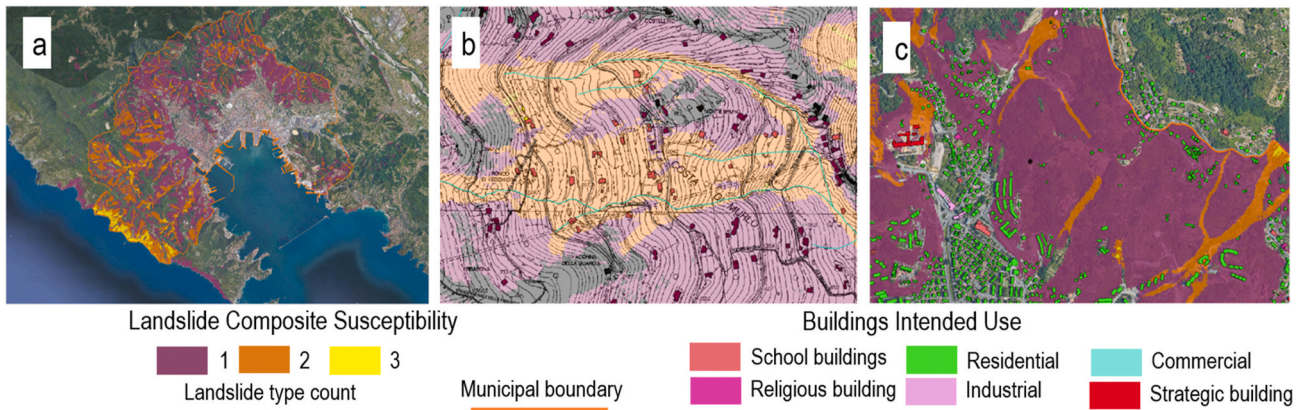 a
b
c
COSTA
Landslide Composite Susceptibility
1 2 3
Landslide type count
Municipal boundary
Buildings Intended Use
School buildings Residential Commercial
Religious building Industrial Strategic building